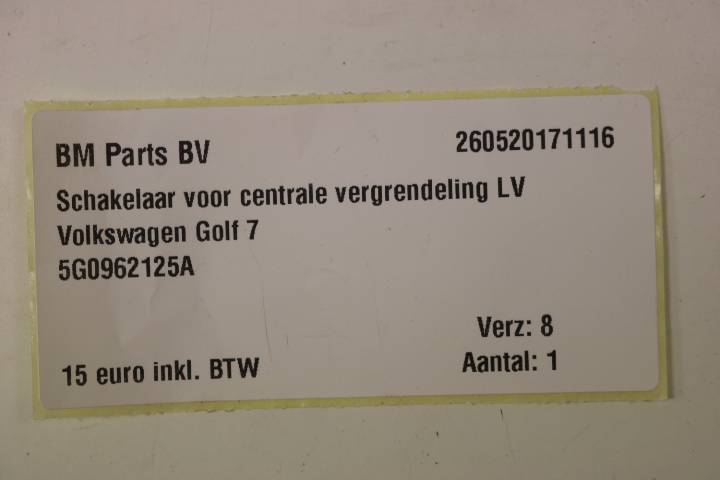 BM Parts BV 260520171116
Schakelaar voor centrale vergrendeling LV
Volkswagen Golf 7
5G0962125A
Verz: 8
15 euro inkl. BTW Aantal: 1